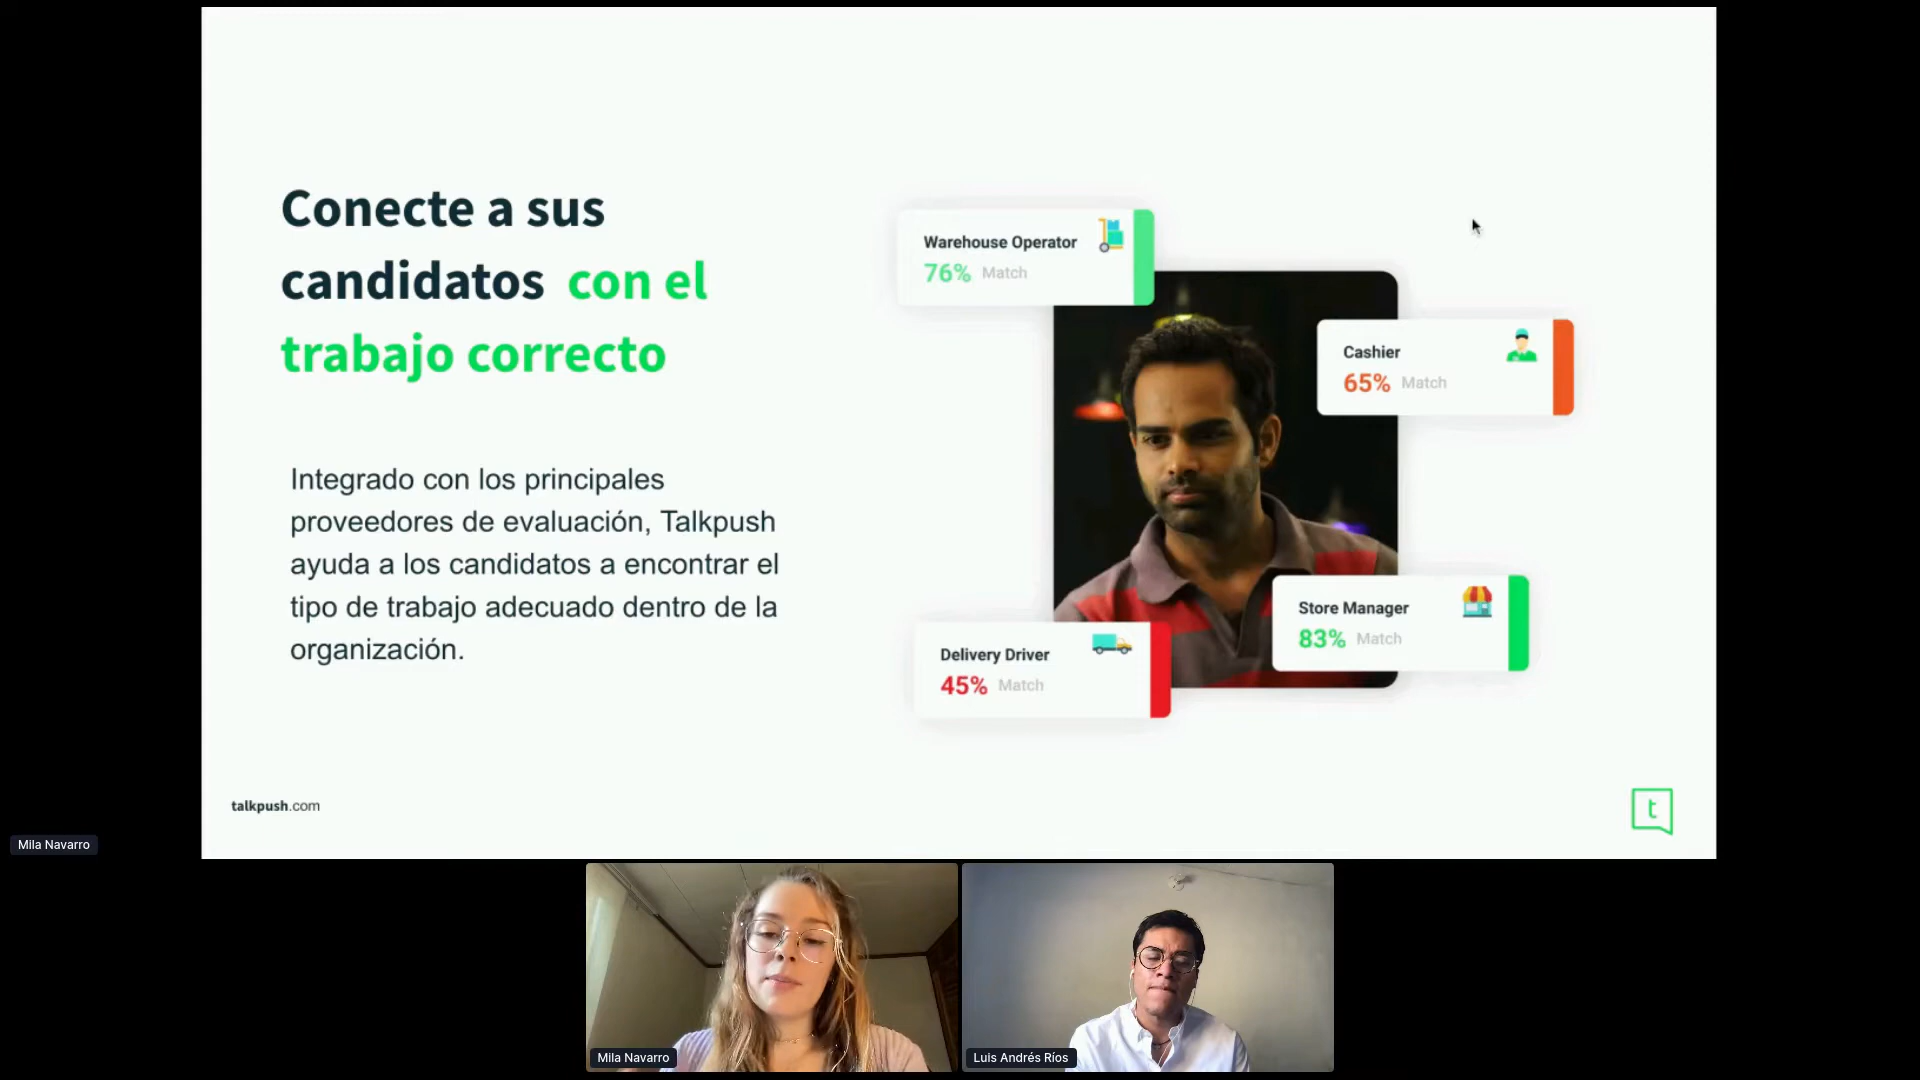 Conecte a sus
candidatos con el
trabajo correcto
Integrado con los principales
proveedores de evaluación, Talkpush
ayuda a los candidatos a encontrar el
tipo de trabajo adecuado dentro de la
organización.
Warehouse Operator
76% Match
Cashier
65% Match
Store Manager
83% Match
Delivery Driver
45% Match
talkpush.com
t
Mila Navarro
Mila Navarro
Luis Andrés Ríos